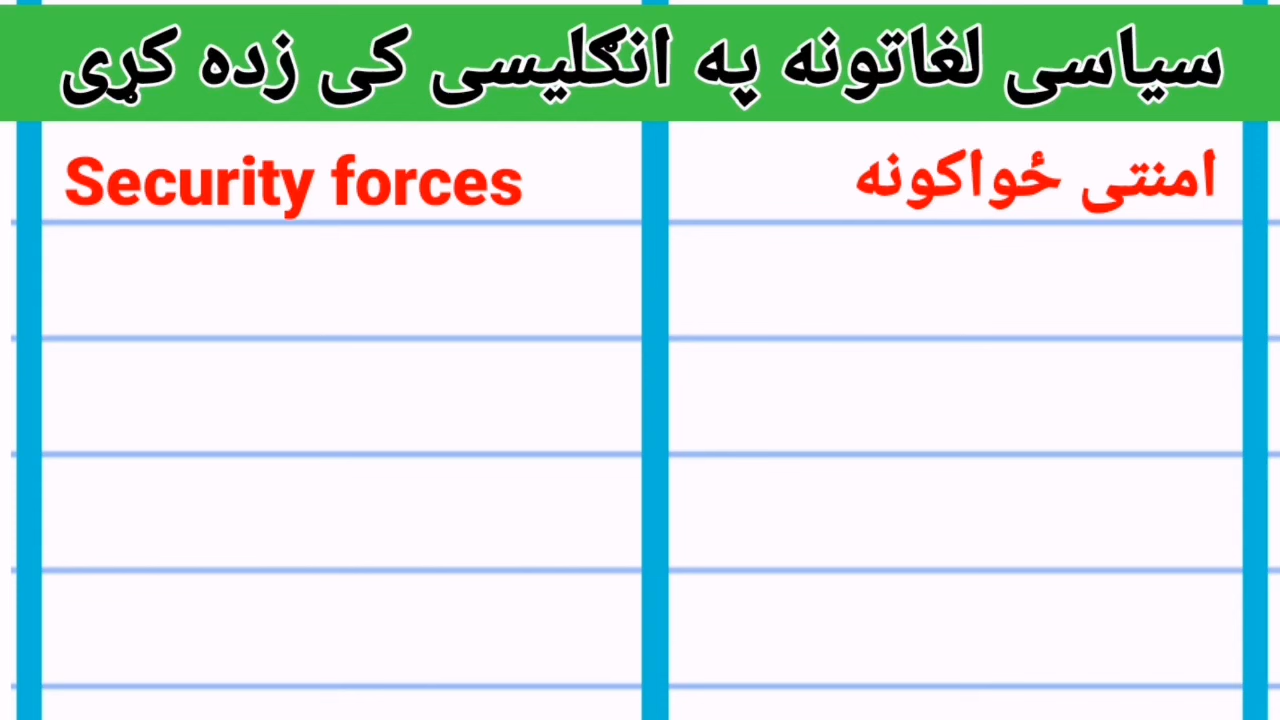 سیاسی لغاتونه په انګلیسی کی زده کړی
Security forces
امنتی ځواکونه